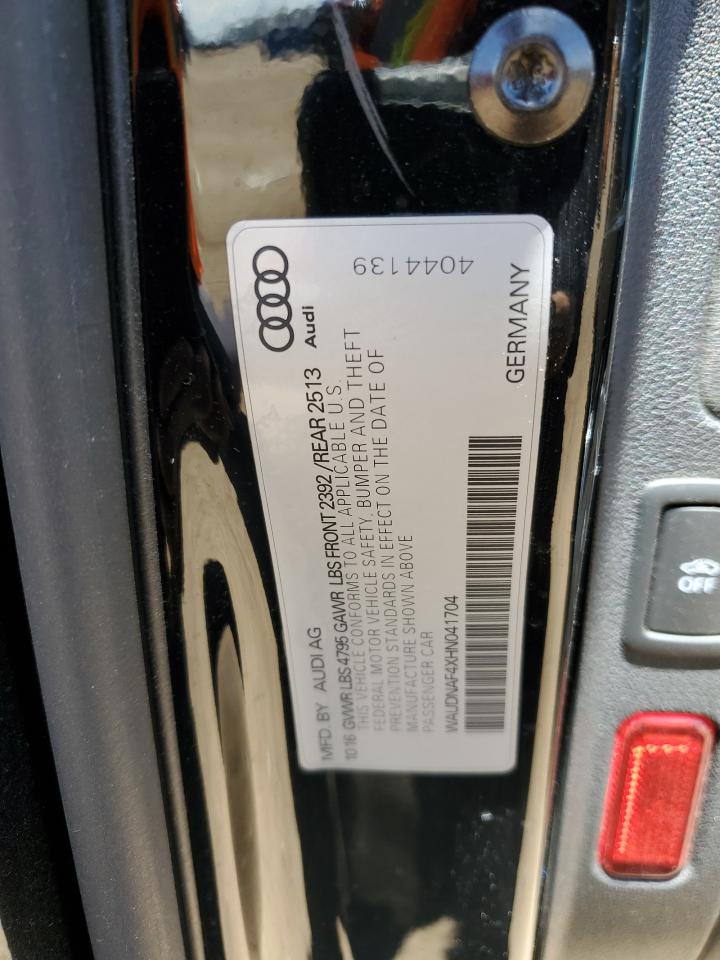 MFD. BY AUDI AG
10 16 GVWR LBS 4795 GAWR LBS FRONT 2392 /REAR 2513
THIS VEHICLE CONFORMS TO ALL APPLICABLE U.S.
FEDERAL MOTOR VEHICLE SAFETY, BUMPER AND THEFT
PREVENTION STANDARDS IN EFFECT ON THE DATE OF
MANUFACTURE SHOWN ABOVE
PASSENGER CAR
WAUDNAF4XHN041704
Audi
4044139
GERMANY
OFF